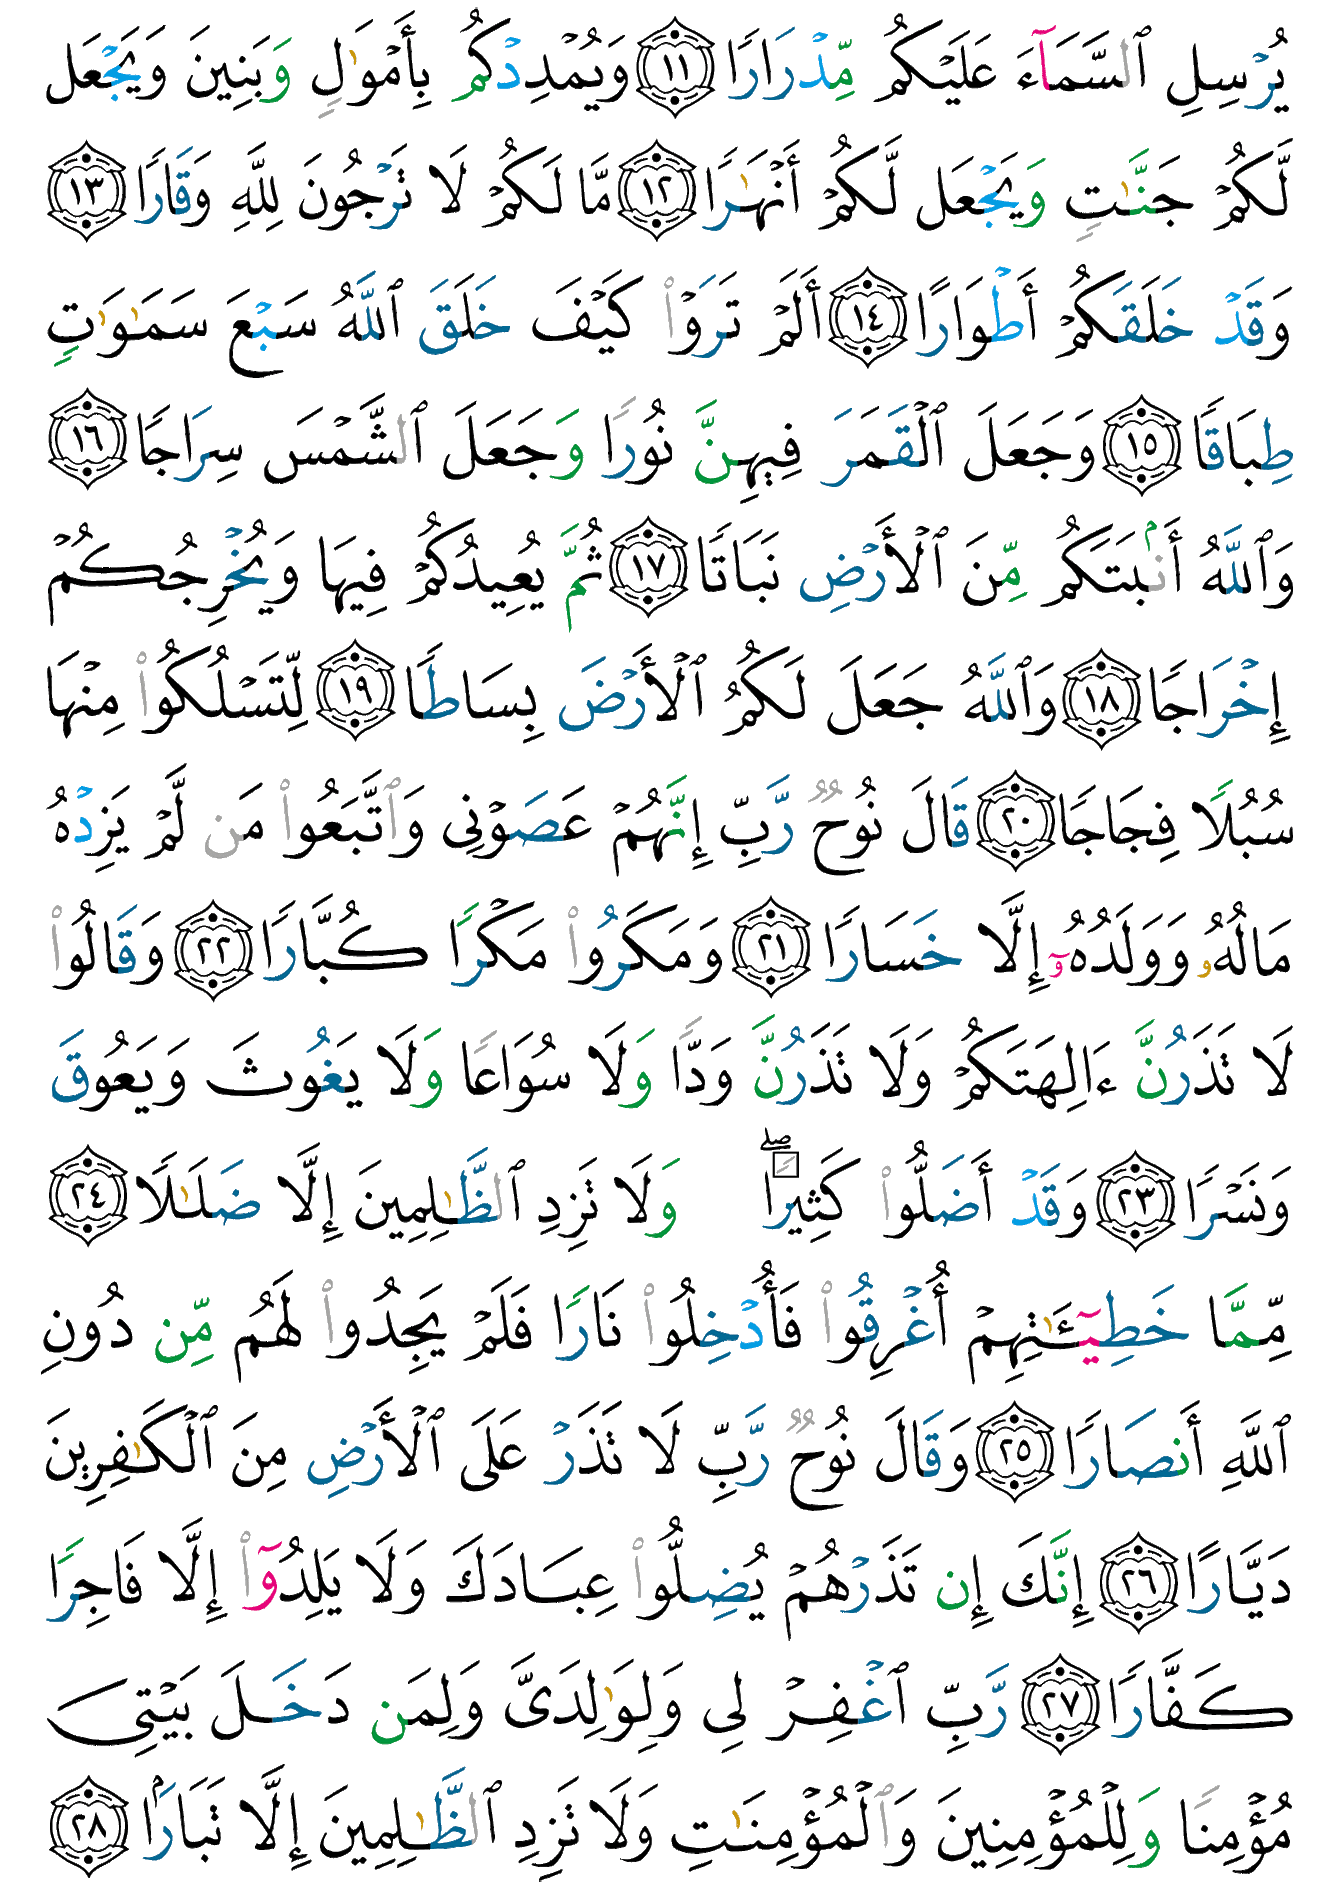 يُرْسِلِ ٱلسَّمَآءَ عَلَيْكُم مِّدْرَارًا ١١ وَيُمْدِدْكُم بِأَمْوَٰلٍ وَبَنِينَ وَيَجْعَل
لَّكُمْ جَنَّٰتٍ وَيَجْعَل لَّكُمْ أَنْهَٰرًا ١٢ مَّا لَكُمْ لَا تَرْجُونَ لِلَّهِ وَقَارًا ١٣
وَقَدْ خَلَقَكُمْ أَطْوَارًا ١٤ أَلَمْ تَرَوْا۟ كَيْفَ خَلَقَ ٱللَّهُ سَبْعَ سَمَٰوَٰتٍ
طِبَاقًا ١٥ وَجَعَلَ ٱلْقَمَرَ فِيهِنَّ نُورًا وَجَعَلَ ٱلشَّمْسَ سِرَاجًا ١٦
وَٱللَّهُ أَنۢبَتَكُم مِّنَ ٱلْأَرْضِ نَبَاتًا ١٧ ثُمَّ يُعِيدُكُمْ فِيهَا وَيُخْرِجُكُمْ
إِخْرَاجًا ١٨ وَٱللَّهُ جَعَلَ لَكُمُ ٱلْأَرْضَ بِسَاطًا ١٩ لِّتَسْلُكُوا۟ مِنْهَا
سُبُلًا فِجَاجًا ٢٠ قَالَ نُوحٌ رَّبِّ إِنَّهُمْ عَصَوْنِى وَٱتَّبَعُوا۟ مَن لَّمْ يَزِدْهُ
مَالُهُۥ وَوَلَدُهُۥٓ إِلَّا خَسَارًا ٢١ وَمَكَرُوا۟ مَكْرًا كُبَّارًا ٢٢ وَقَالُوا۟
لَا تَذَرُنَّ ءَالِهَتَكُمْ وَلَا تَذَرُنَّ وَدًّا وَلَا سُوَاعًا وَلَا يَغُوثَ وَيَعُوقَ
وَنَسْرًا ٢٣ وَقَدْ أَضَلُّوا۟ كَثِيرًا ۖ وَلَا تَزِدِ ٱلظَّٰلِمِينَ إِلَّا ضَلَٰلًا ٢٤
مِّمَّا خَطِيٓـَٰٔتِهِمْ أُغْرِقُوا۟ فَأُدْخِلُوا۟ نَارًا فَلَمْ يَجِدُوا۟ لَهُم مِّن دُونِ
ٱللَّهِ أَنصَارًا ٢٥ وَقَالَ نُوحٌ رَّبِّ لَا تَذَرْ عَلَى ٱلْأَرْضِ مِنَ ٱلْكَٰفِرِينَ
دَيَّارًا ٢٦ إِنَّكَ إِن تَذَرْهُمْ يُضِلُّوا۟ عِبَادَكَ وَلَا يَلِدُوٓا۟ إِلَّا فَاجِرًا
كَفَّارًا ٢٧ رَّبِّ ٱغْفِرْ لِى وَلِوَٰلِدَىَّ وَلِمَن دَخَلَ بَيْتِىَ
مُؤْمِنًا وَلِلْمُؤْمِنِينَ وَٱلْمُؤْمِنَٰتِ وَلَا تَزِدِ ٱلظَّٰلِمِينَ إِلَّا تَبَارًۢا ٢٨